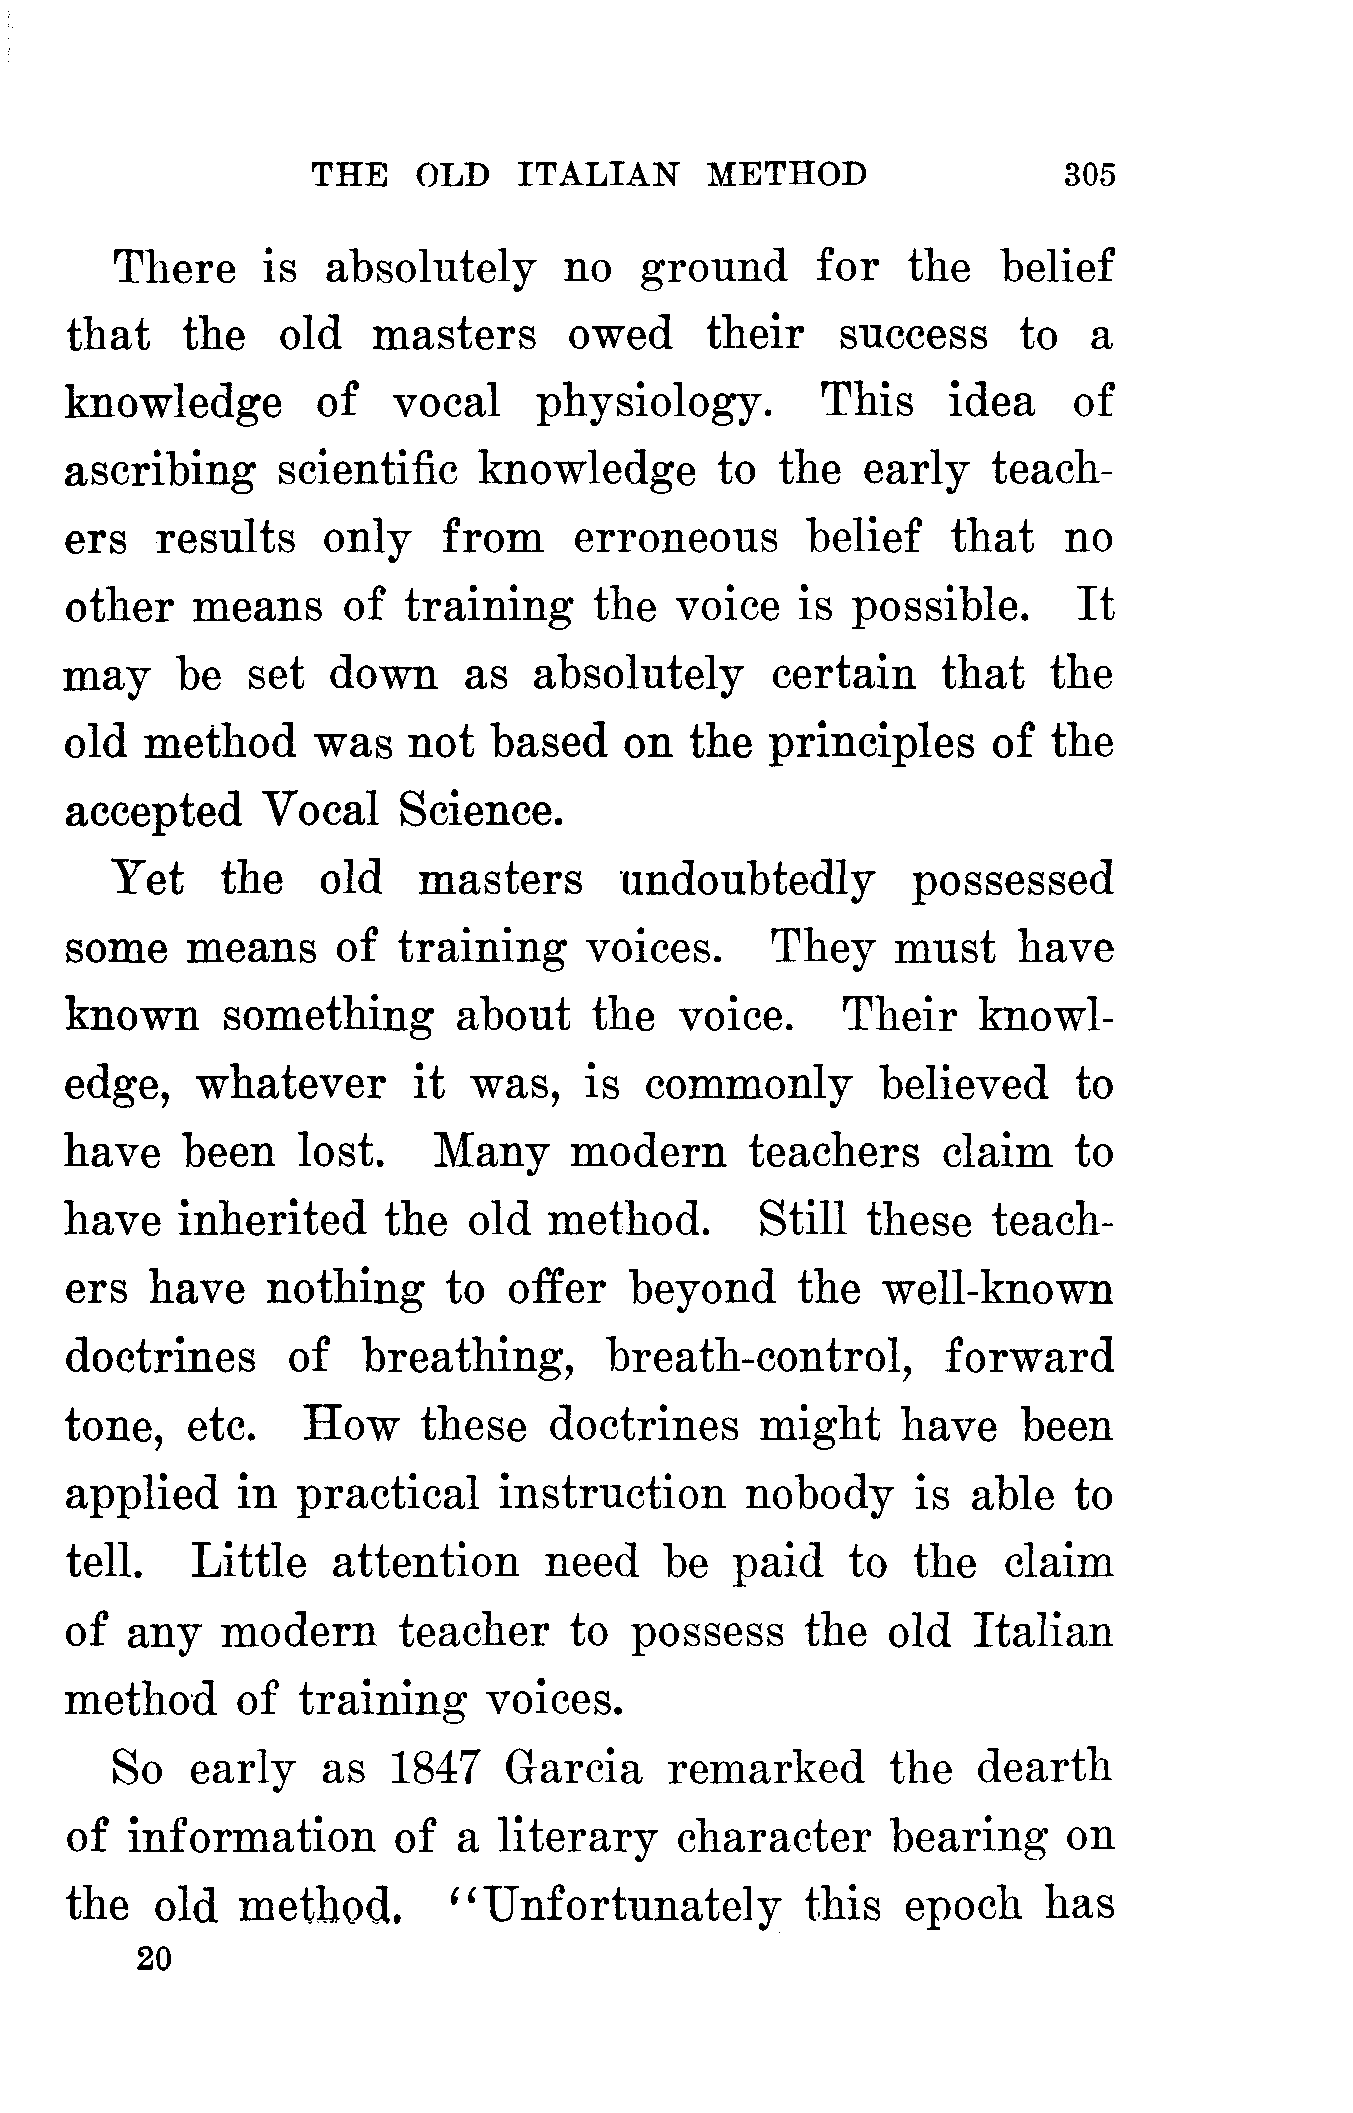 THE OLD ITALIAN METHOD 305
There is absolutely no ground for the belief
that the old masters owed their success to a
knowledge of vocal physiology. This idea of
ascribing scientific knowledge to the early teach-
ers results only from erroneous belief that no
other means of training the voice is possible. It
may be set down as absolutely certain that the
old method was not based on the principles of the
accepted Vocal Science.
Yet the old masters undoubtedly possessed
some means of training voices. They must have
known something about the voice. Their knowl-
edge, whatever it was, is commonly believed to
have been lost. Many modern teachers claim to
have inherited the old method. Still these teach-
ers have nothing to offer beyond the well-known
doctrines of breathing, breath-control, forward
tone, etc. How these doctrines might have been
applied in practical instruction nobody is able to
tell. Little attention need be paid to the claim
of any modern teacher to possess the old Italian
method of training voices.
So early as 1847 Garcia remarked the dearth
of information of a literary character bearing on
the old method. “Unfortunately this epoch has
20